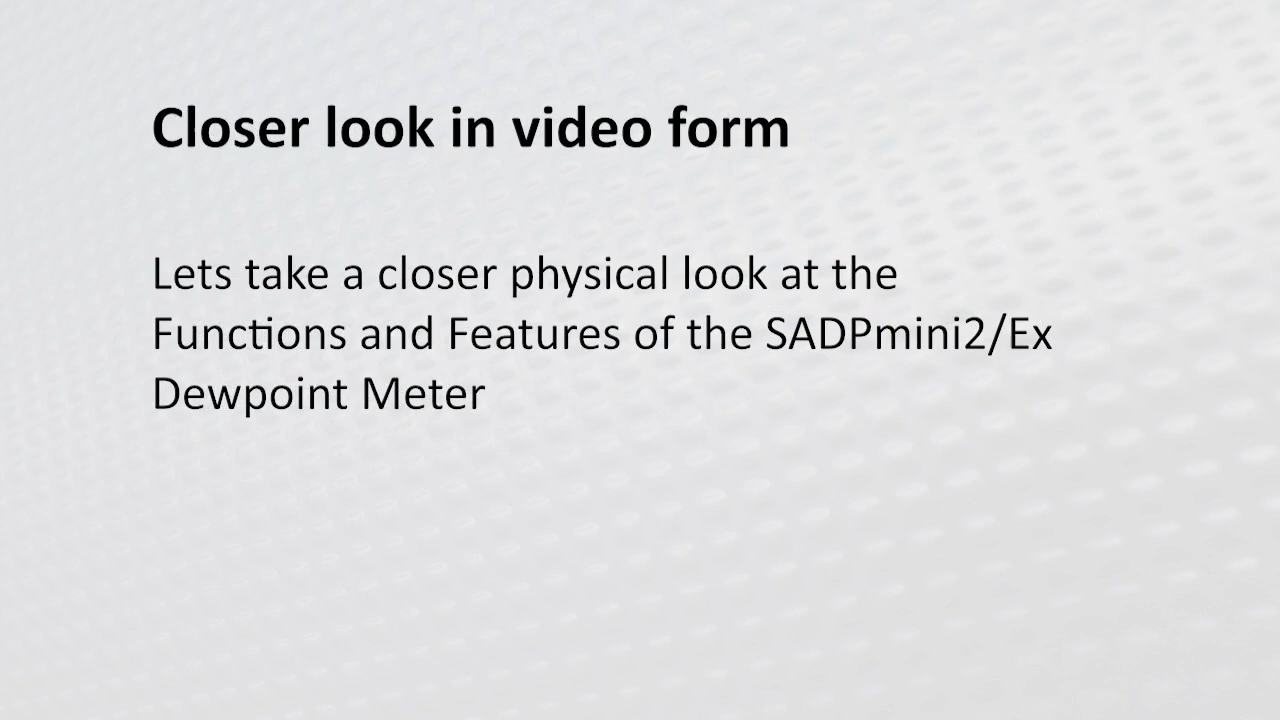 Closer look in video form
Lets take a closer physical look at the
Functions and Features of the SADPmini2/Ex
Dewpoint Meter